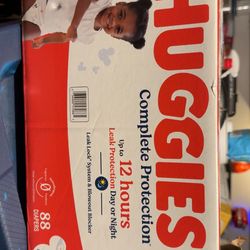 HUGGIES
Complete Protection
Up to
12 hours
Leak Protection Day or Night
Leak Lock® System & Blowout Blocker
88
DIAPERS